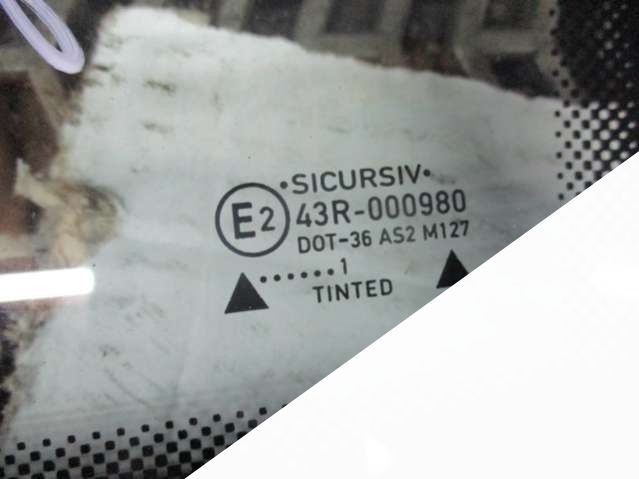 •SICURSIV•
E2 43R-000980
DOT-36 AS2 M127
▲••••••1 ▲
TINTED